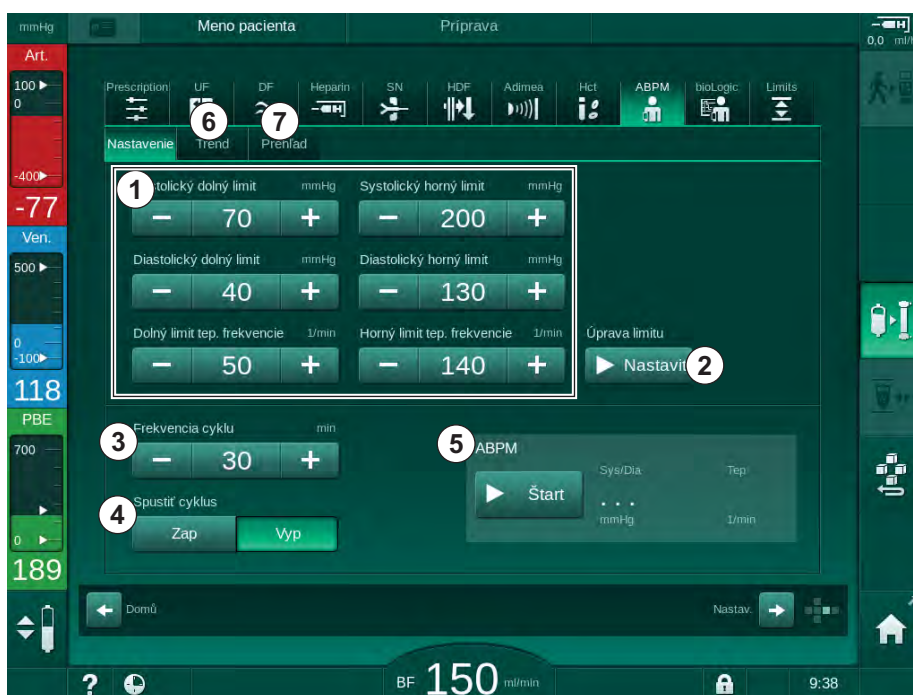 mmHg Meno pacienta Príprava
0,0 ml/h
Art.
100
0
-400
-77
Ven.
500
0
-100
118
PBE
700
0
189
Prescription UF DF Heparin SN HDF Adimea Hct ABPM bioLogic Limits
6 7
Nastavenie Trend Prehľad
1
dolný limit mmHg Systolický horný limit mmHg
− 70 + − 200 +
Diastolický dolný limit mmHg Diastolický horný limit mmHg
− 40 + − 130 +
Dolný limit tep. frekvencie 1/min Horný limit tep. frekvencie 1/min Úprava limitu
− 50 + − 140 + Nastaviť 2
3 Frekvencia cyklu min
− 30 +
4 Spustiť cyklus
Zap Vyp
5 ABPM
Štart Sys/Dia Tep
. . .
mmHg 1/min
Domů Nastav.
? BF 150 ml/min 9:38